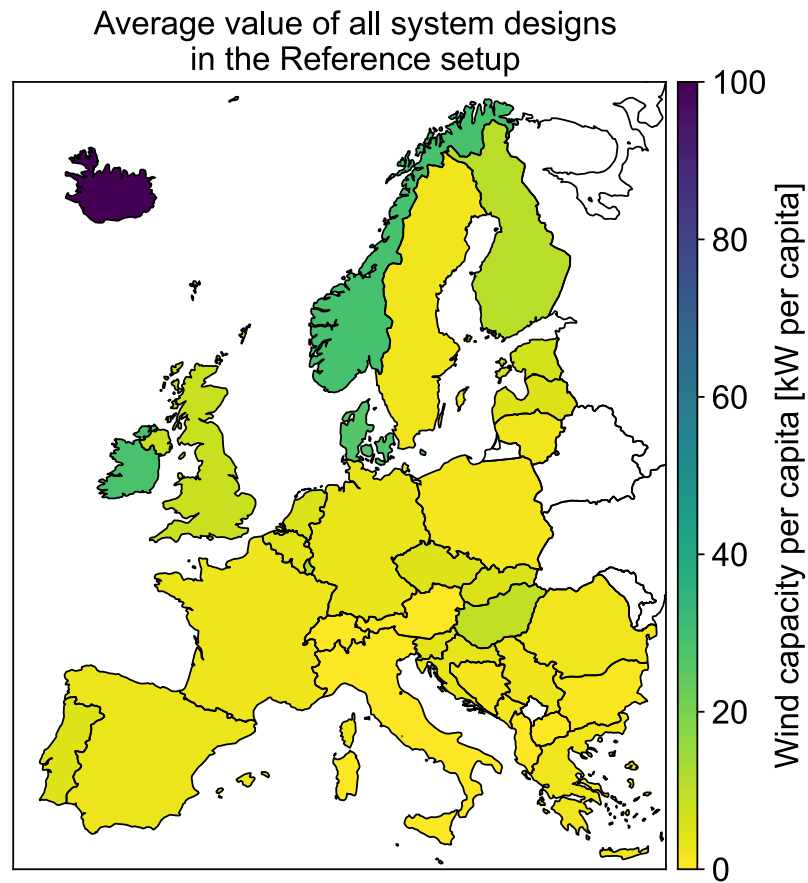 Average value of all system designs
in the Reference setup
100
80
60
40
20
0
Wind capacity per capita [kW per capita]